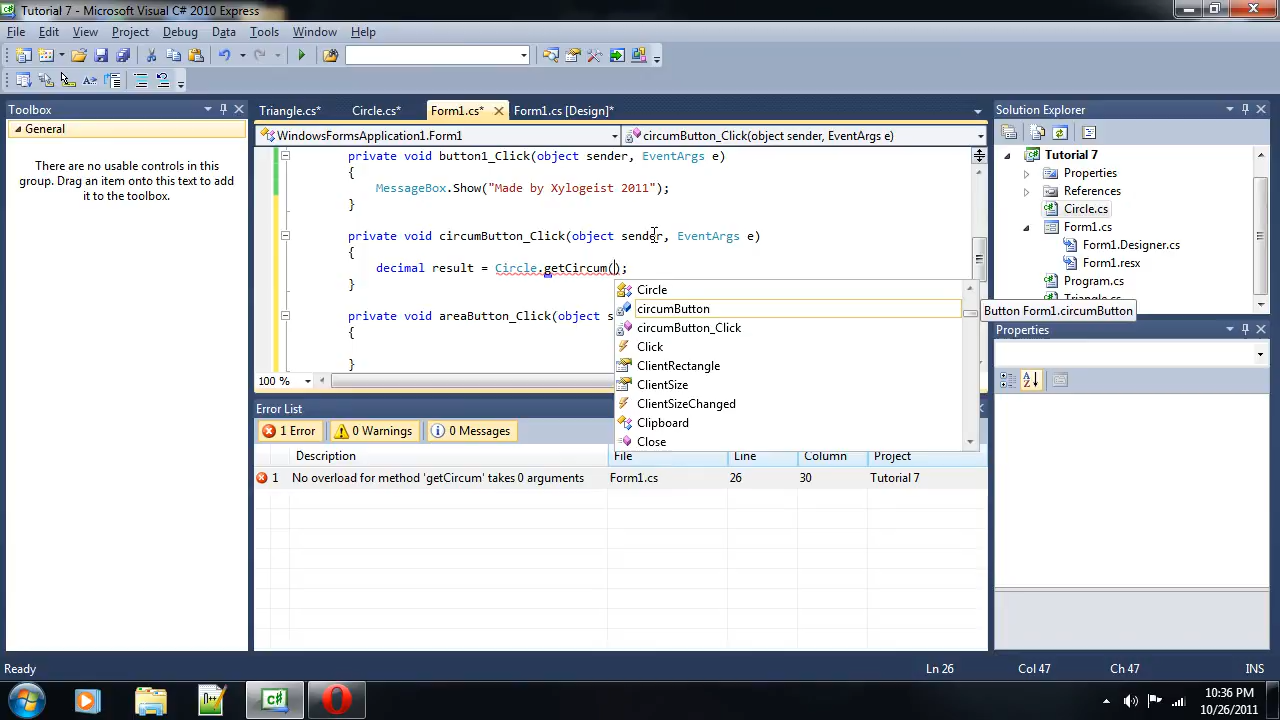 Tutorial 7 - Microsoft Visual C# 2010 Express
File Edit View Project Debug Data Tools Window Help
Toolbox
General
There are no usable controls in this
group. Drag an item onto this text to add
it to the toolbox.
Triangle.cs* Circle.cs* Form1.cs* Form1.cs [Design]*
WindowsFormsApplication1.Form1 circumButton_Click(object sender, EventArgs e)
private void button1_Click(object sender, EventArgs e)
{
MessageBox.Show("Made by Xylogeist 2011");
}
private void circumButton_Click(object sender, EventArgs e)
{
decimal result = Circle.getCircum();
}
private void areaButton_Click(object s
{
}
100 %
Circle
circumButton
circumButton_Click
Click
ClientRectangle
ClientSize
ClientSizeChanged
Clipboard
Close
Button Form1.circumButton
Solution Explorer
Tutorial 7
Properties
References
Circle.cs
Form1.cs
Form1.Designer.cs
Form1.resx
Program.cs
Triangle.cs
Properties
Error List
1 Error 0 Warnings 0 Messages
Description File Line Column Project
1 No overload for method 'getCircum' takes 0 arguments Form1.cs 26 30 Tutorial 7
Ready Ln 26 Col 47 Ch 47 INS
10:36 PM
10/26/2011